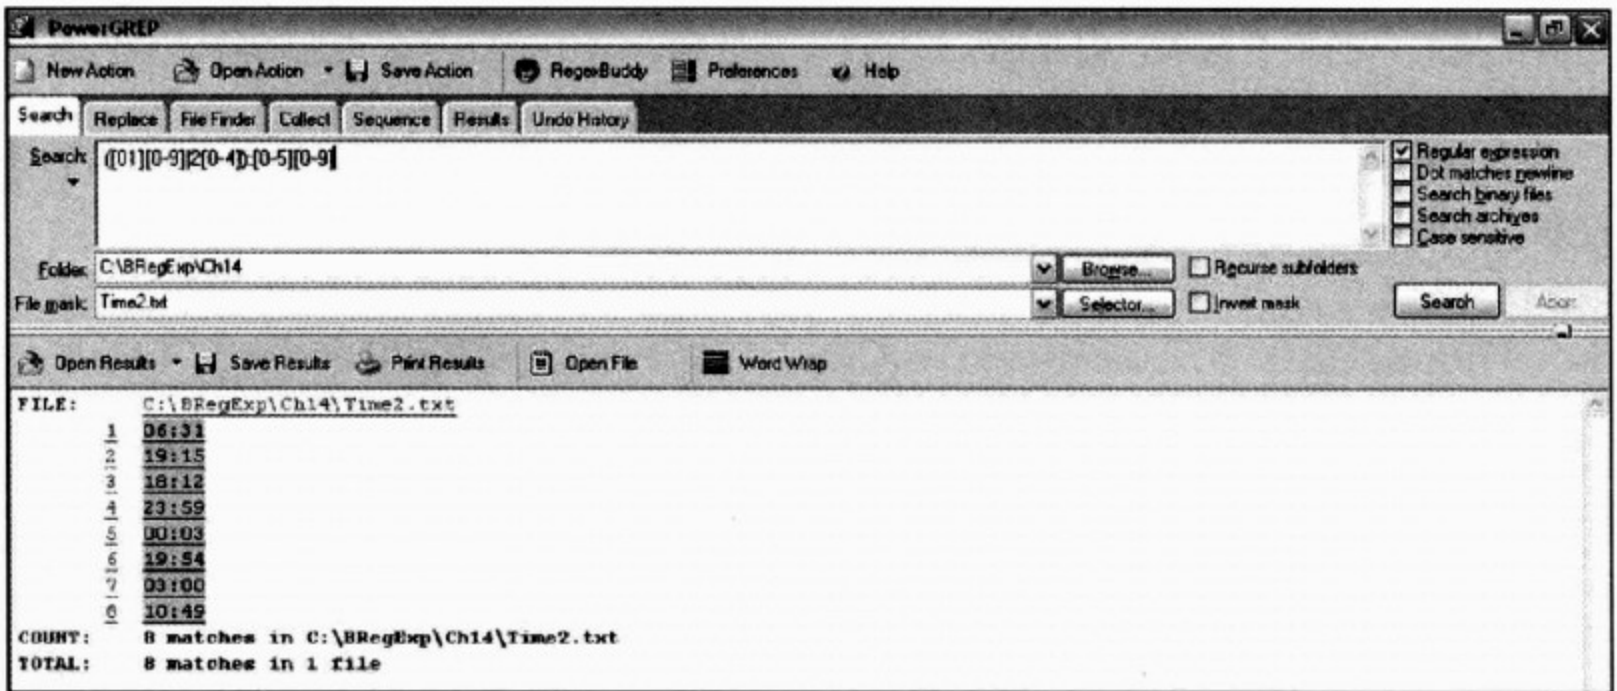 PowerGREP
New Action Open Action Save Action RegexBuddy Preferences Help
Search Replace File Finder Collect Sequence Results Undo History
Search: ([01][0-9]|2[0-4]):[0-5][0-9]
Regular expression
Dot matches newline
Search binary files
Search archives
Case sensitive
Folder: C:\BRegExp\Ch14 Browse... Recurse subfolders
File mask: Time2.txt Selector... Invert mask Search Abort
Open Results Save Results Print Results Open File Word Wrap
FILE: C:\BRegExp\Ch14\Time2.txt
1 06:31
2 19:15
3 18:12
4 23:59
5 00:03
6 19:54
7 03:00
8 10:49
COUNT: 8 matches in C:\BRegExp\Ch14\Time2.txt
TOTAL: 8 matches in 1 file